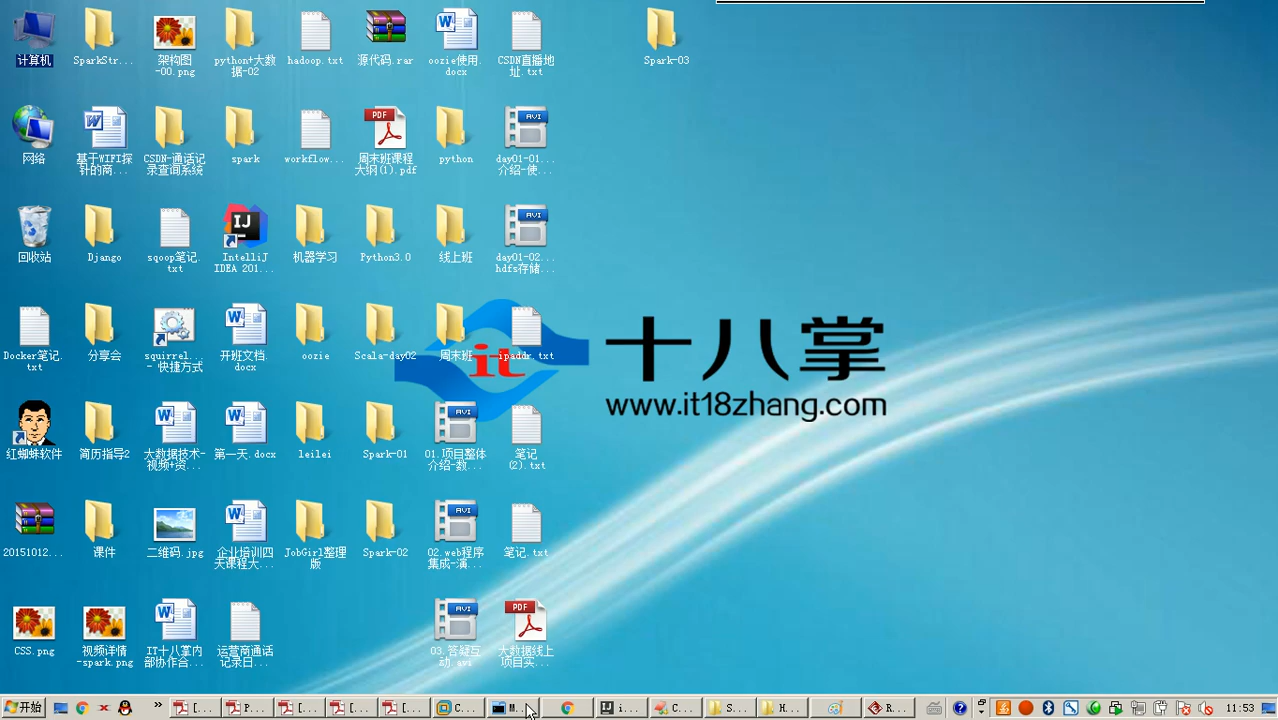 计算机
SparkStr...
架构图
-00.png
python+大数
据-02
hadoop.txt
源代码.rar
oozie使用.
docx
CSDN直播地
址.txt
Spark-03
网络
基于WIFI探
针的商...
CSDN-通话记
录查询系统
spark
workflow...
周末班课程
大纲(1).pdf
python
day01-01...
介绍-使...
回收站
Django
sqoop笔记.
txt
IntelliJ
IDEA 201...
机器学习
Python3.0
线上班
day01-02...
hdfs存储...
Docker笔记.
txt
分享会
squirrel...
- 快捷方式
开班文档.
docx
oozie
Scala-day02
周末班
ipaddr.txt
it
十八掌
www.it18zhang.com
红蜘蛛软件
简历指导2
大数据技术-
视频+资...
第一天.docx
leilei
Spark-01
01.项目整体
介绍-数...
笔记
(2).txt
20151012...
课件
二维码.jpg
企业培训四
天课程大...
JobGirl整理
版
Spark-02
02.web程序
集成-演...
笔记.txt
CSS.png
视频详情
-spark.png
IT十八掌内
部协作合...
运营商通话
记录日...
03.答疑互
动.avi
大数据线上
项目实...
开始
[...
P...
[...
[...
[...
C...
M...
i...
C...
S...
H...
R...
11:53